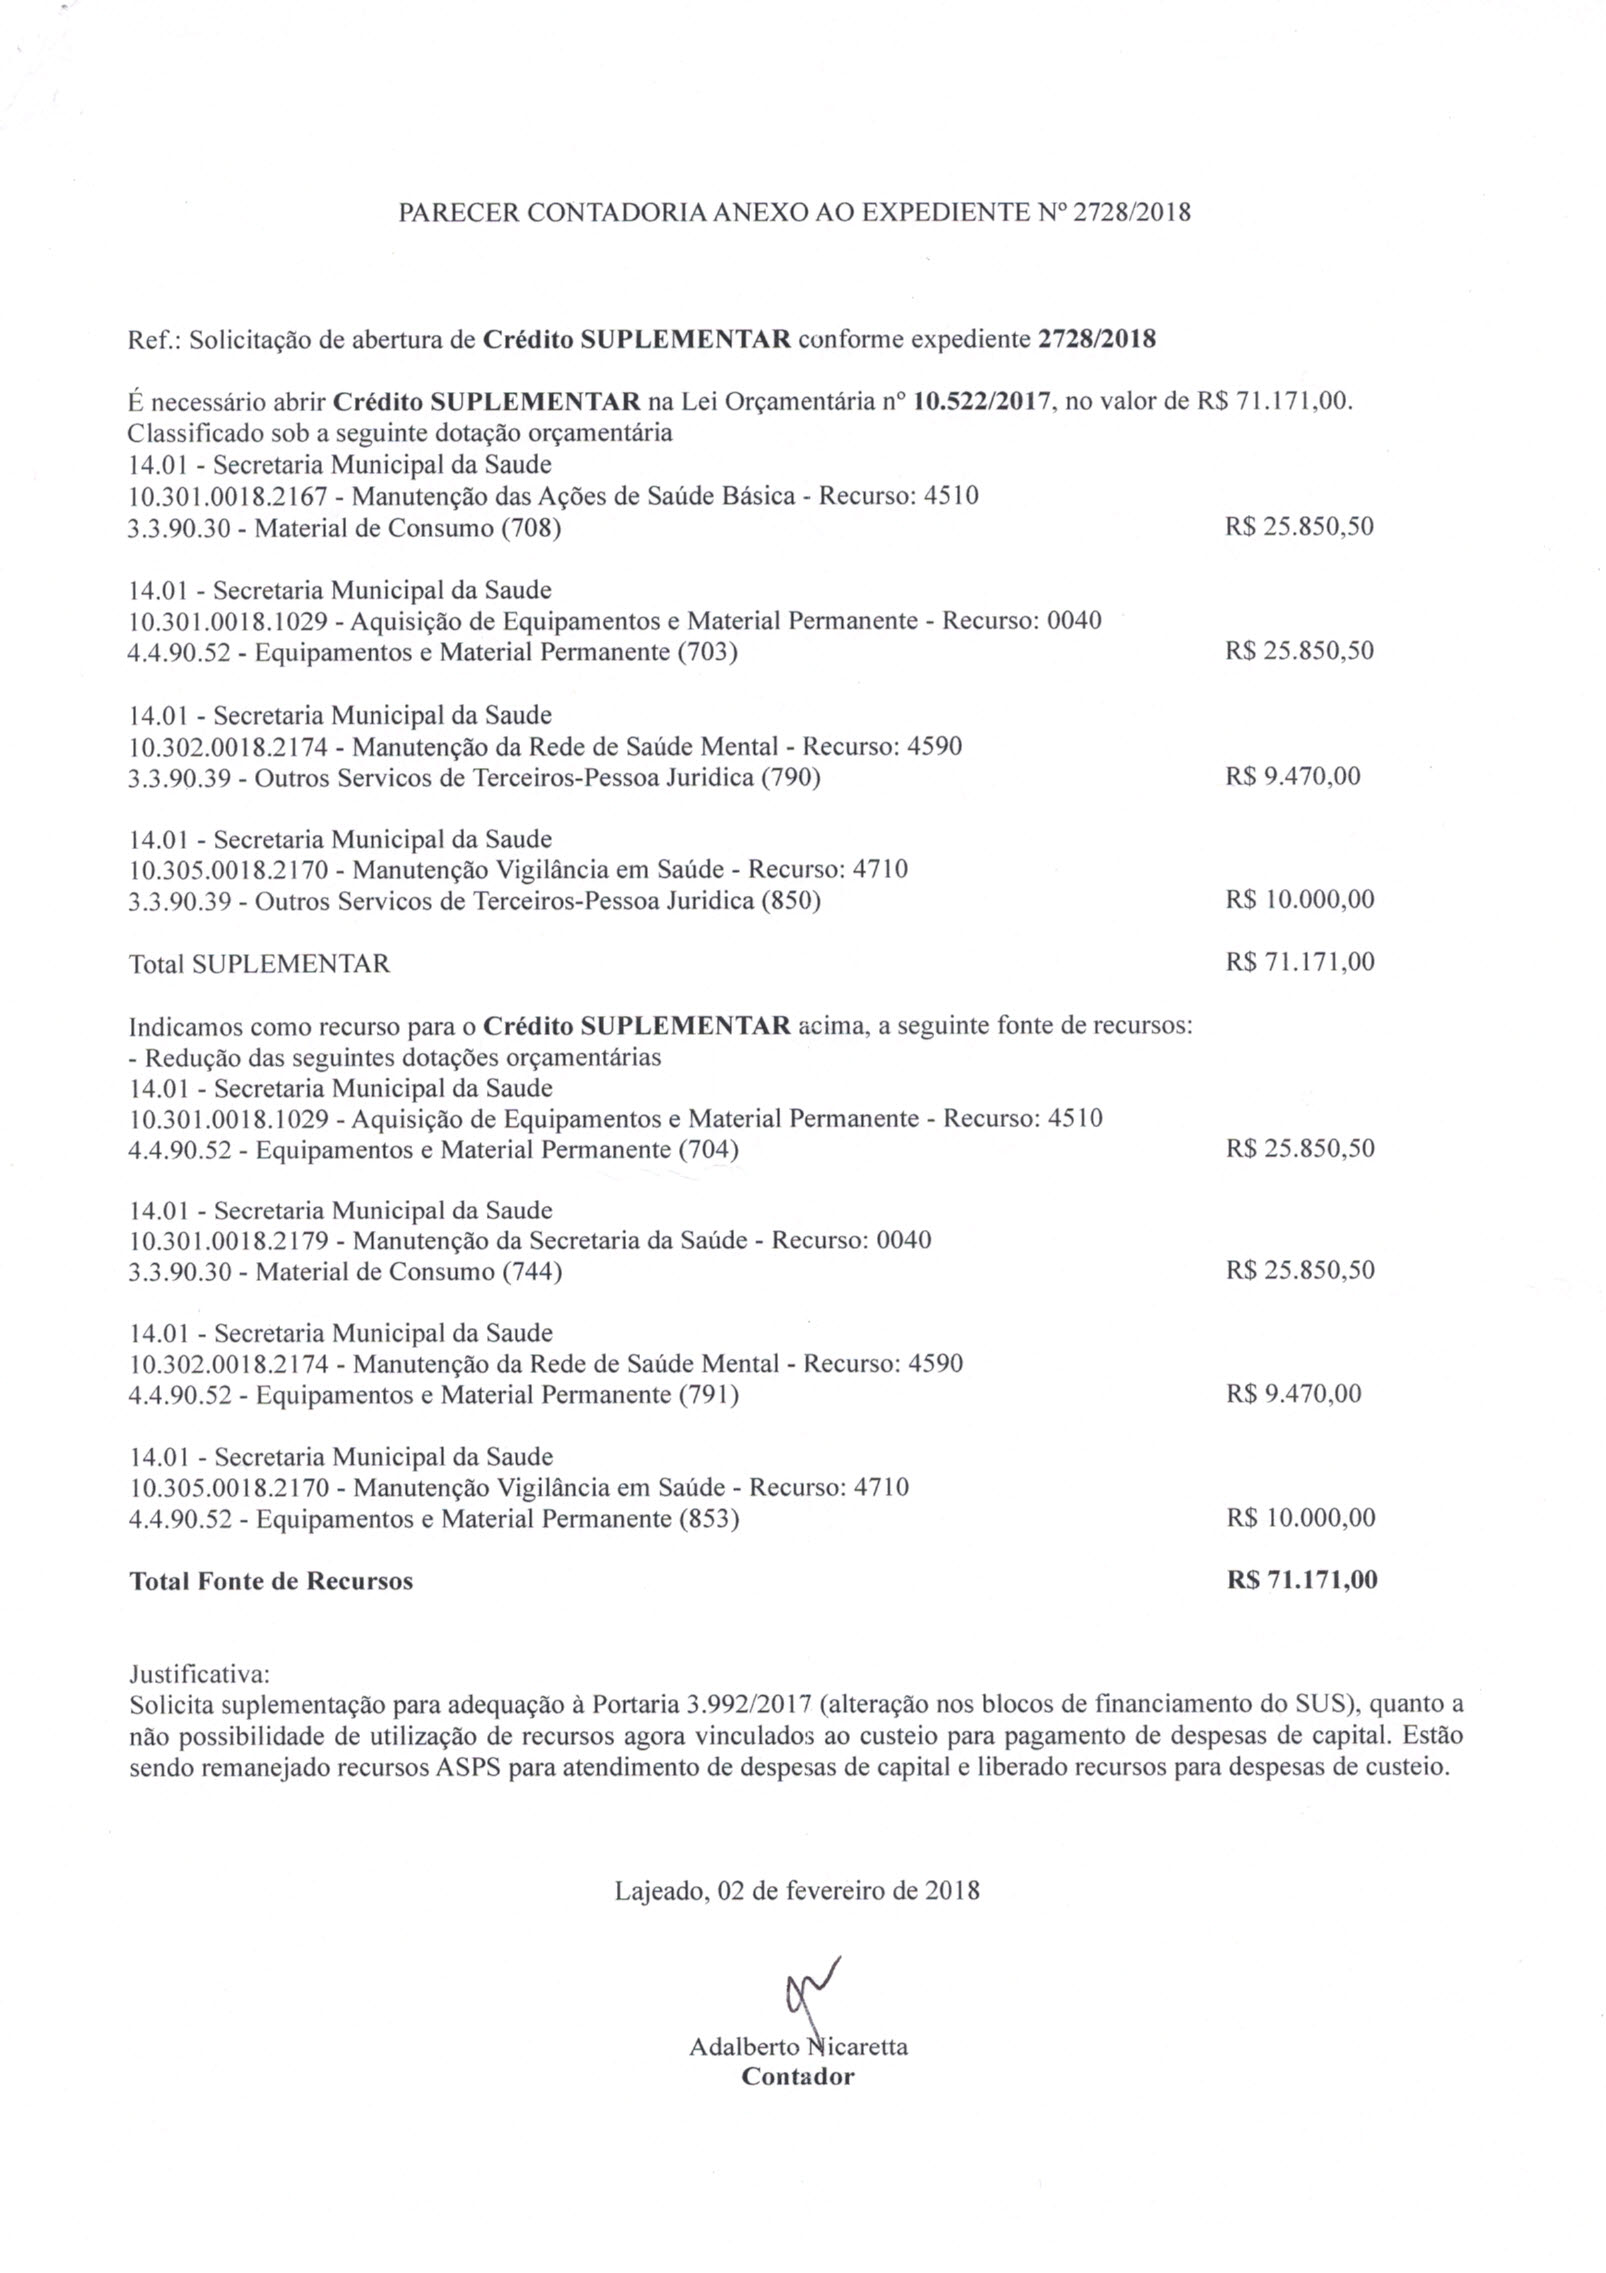 PARECER CONTADORIA ANEXO AO EXPEDIENTE Nº 2728/2018
Ref.: Solicitação de abertura de Crédito SUPLEMENTAR conforme expediente 2728/2018
É necessário abrir Crédito SUPLEMENTAR na Lei Orçamentária nº 10.522/2017, no valor de R$ 71.171,00.
Classificado sob a seguinte dotação orçamentária
14.01 - Secretaria Municipal da Saude
10.301.0018.2167 - Manutenção das Ações de Saúde Básica - Recurso: 4510
3.3.90.30 - Material de Consumo (708) R$ 25.850,50
14.01 - Secretaria Municipal da Saude
10.301.0018.1029 - Aquisição de Equipamentos e Material Permanente - Recurso: 0040
4.4.90.52 - Equipamentos e Material Permanente (703) R$ 25.850,50
14.01 - Secretaria Municipal da Saude
10.302.0018.2174 - Manutenção da Rede de Saúde Mental - Recurso: 4590
3.3.90.39 - Outros Servicos de Terceiros-Pessoa Juridica (790) R$ 9.470,00
14.01 - Secretaria Municipal da Saude
10.305.0018.2170 - Manutenção Vigilância em Saúde - Recurso: 4710
3.3.90.39 - Outros Servicos de Terceiros-Pessoa Juridica (850) R$ 10.000,00
Total SUPLEMENTAR R$ 71.171,00
Indicamos como recurso para o Crédito SUPLEMENTAR acima, a seguinte fonte de recursos:
- Redução das seguintes dotações orçamentárias
14.01 - Secretaria Municipal da Saude
10.301.0018.1029 - Aquisição de Equipamentos e Material Permanente - Recurso: 4510
4.4.90.52 - Equipamentos e Material Permanente (704) R$ 25.850,50
14.01 - Secretaria Municipal da Saude
10.301.0018.2179 - Manutenção da Secretaria da Saúde - Recurso: 0040
3.3.90.30 - Material de Consumo (744) R$ 25.850,50
14.01 - Secretaria Municipal da Saude
10.302.0018.2174 - Manutenção da Rede de Saúde Mental - Recurso: 4590
4.4.90.52 - Equipamentos e Material Permanente (791) R$ 9.470,00
14.01 - Secretaria Municipal da Saude
10.305.0018.2170 - Manutenção Vigilância em Saúde - Recurso: 4710
4.4.90.52 - Equipamentos e Material Permanente (853) R$ 10.000,00
Total Fonte de Recursos R$ 71.171,00
Justificativa:
Solicita suplementação para adequação à Portaria 3.992/2017 (alteração nos blocos de financiamento do SUS), quanto a
não possibilidade de utilização de recursos agora vinculados ao custeio para pagamento de despesas de capital. Estão
sendo remanejado recursos ASPS para atendimento de despesas de capital e liberado recursos para despesas de custeio.
Lajeado, 02 de fevereiro de 2018
Adalberto Nicaretta
Contador